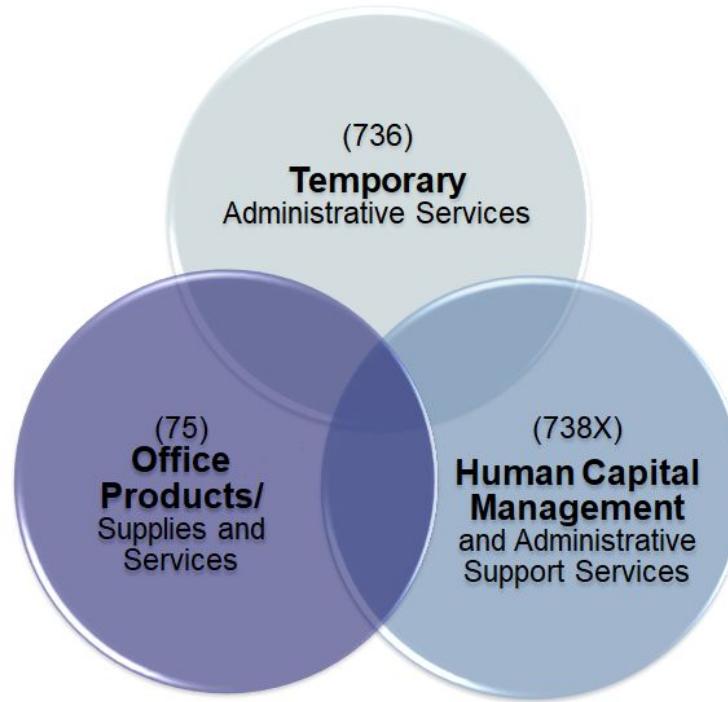 (736)
Temporary
Administrative Services
(75)
Office
Products/
Supplies and
Services
(738X)
Human Capital
Management
and Administrative
Support Services